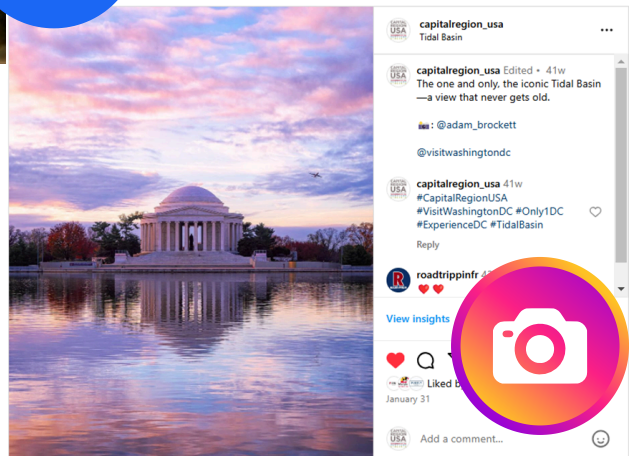 capitalregion_usa
Tidal Basin
capitalregion_usa Edited • 41w
The one and only, the iconic Tidal Basin
—a view that never gets old.
📸: @adam_brockett
@visitwashingtondc
capitalregion_usa 41w
#CapitalRegionUSA
#VisitWashingtonDC #Only1DC
#ExperienceDC #TidalBasin
Reply
roadtrippinfr
❤️ ❤️
View insights
Liked
January 31
Add a comment...